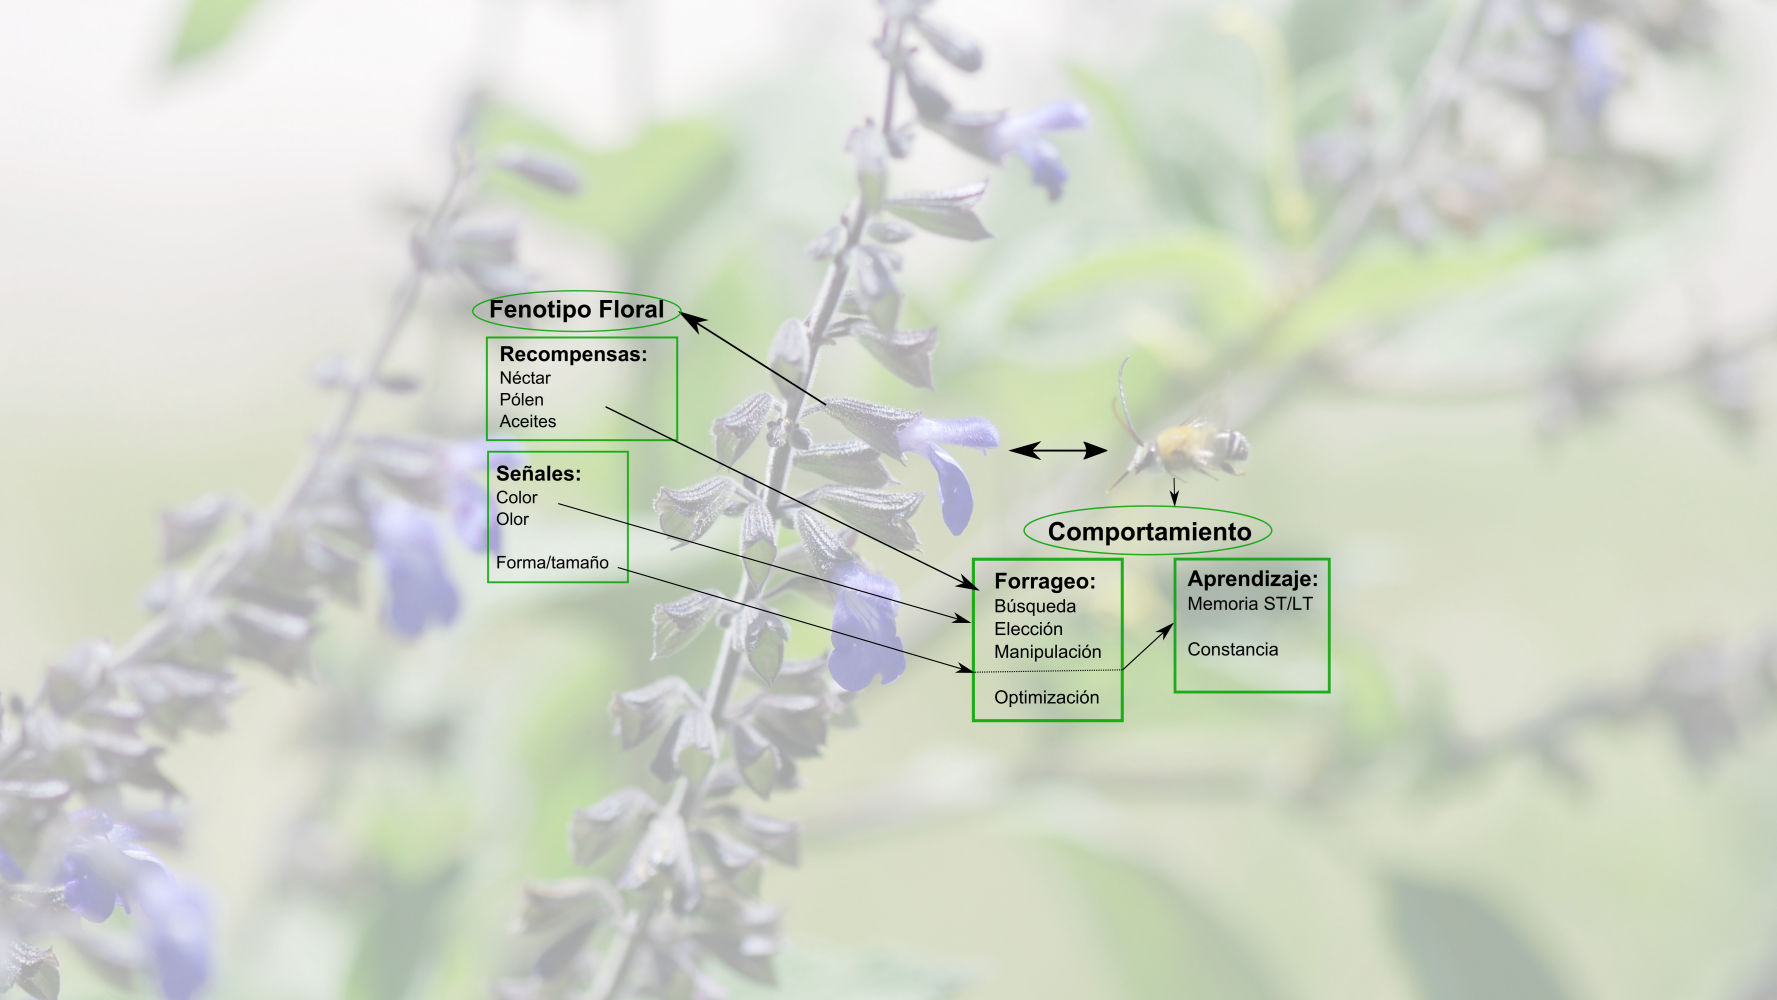 Fenotipo Floral
Recompensas:
Néctar
Pólen
Aceites
Señales:
Color
Olor
Forma/tamaño
Comportamiento
Forrageo:
Búsqueda
Elección
Manipulación
Optimización
Aprendizaje:
Memoria ST/LT
Constancia